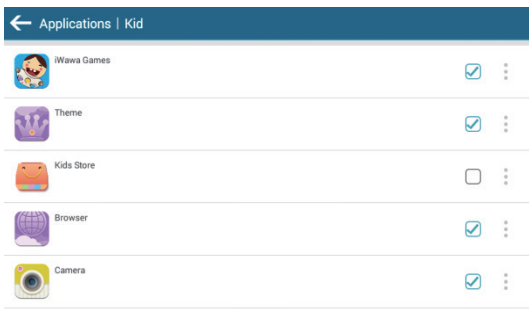 Applications | Kid
iWawa Games
Theme
Kids Store
Browser
Camera